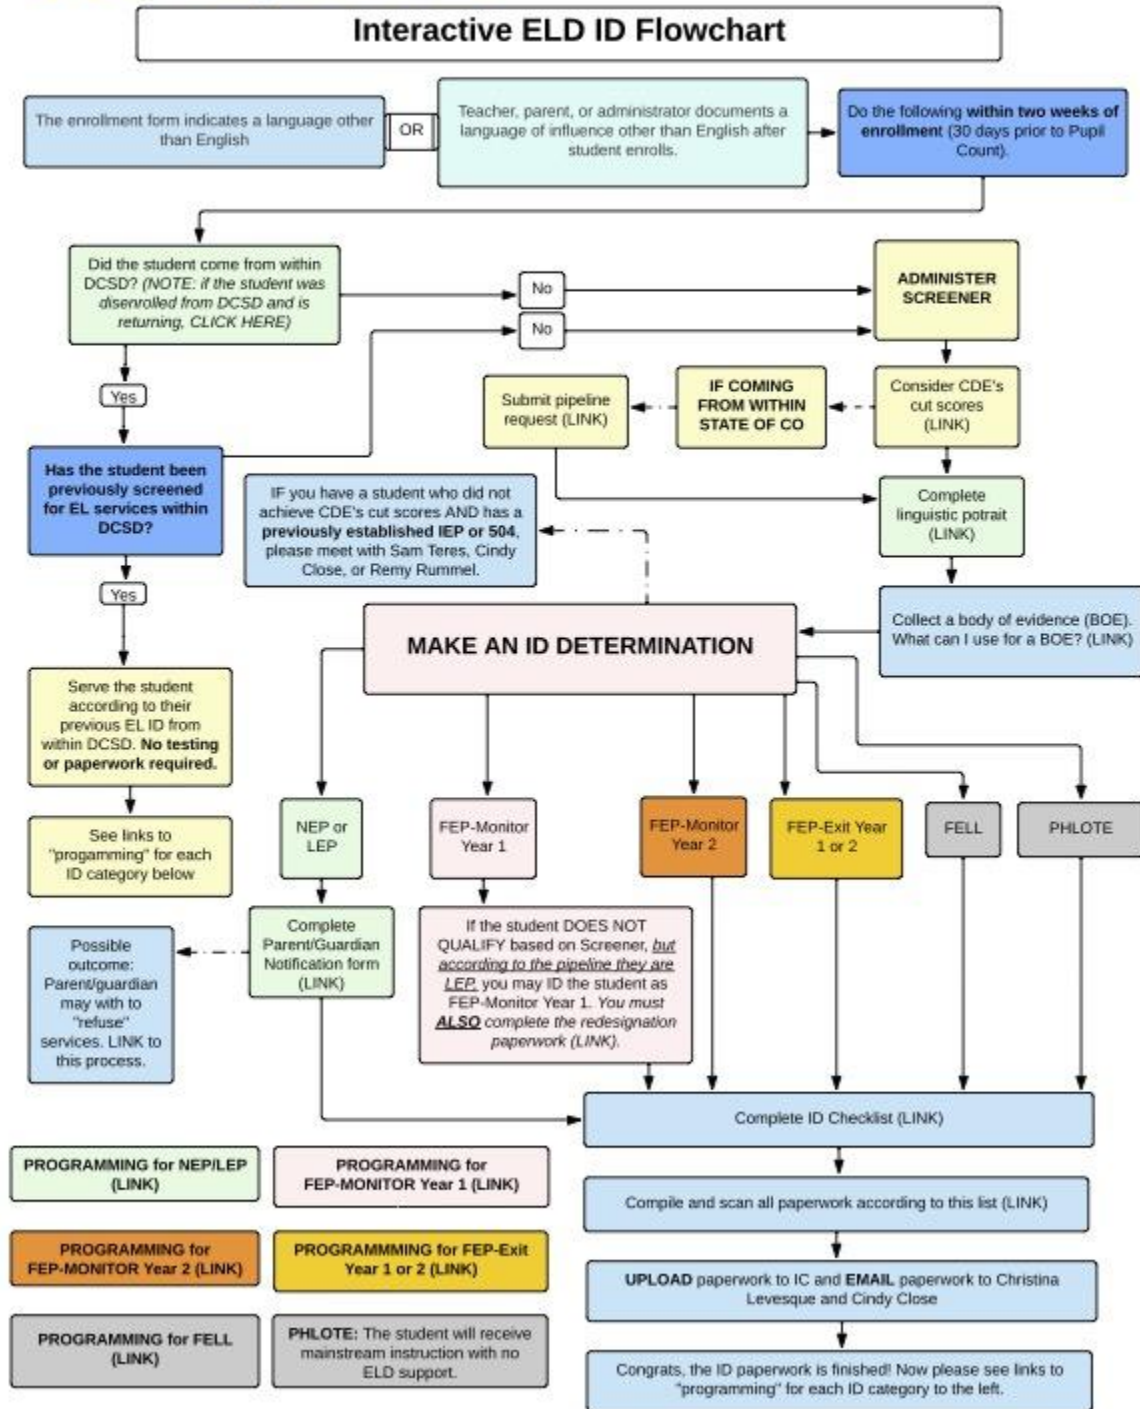 Interactive ELD ID Flowchart
The enrollment form indicates a language other
than English
OR
Teacher, parent, or administrator documents a
language of influence other than English after
student enrolls.
Do the following within two weeks of
enrollment (30 days prior to Pupil
Count).
Did the student come from within
DCSD? (NOTE: if the student was
disenrolled from DCSD and is
returning, CLICK HERE)
No
No
ADMINISTER
SCREENER
Yes
Submit pipeline
request (LINK)
IF COMING
FROM WITHIN
STATE OF CO
Consider CDE's
cut scores
(LINK)
Has the student been
previously screened
for EL services within
DCSD?
IF you have a student who did not
achieve CDE's cut scores AND has a
previously established IEP or 504,
please meet with Sam Teres, Cindy
Close, or Remy Rummel.
Complete
linguistic potrait
(LINK)
Yes
MAKE AN ID DETERMINATION
Collect a body of evidence (BOE).
What can I use for a BOE? (LINK)
Serve the student
according to their
previous EL ID from
within DCSD. No testing
or paperwork required.
See links to
"progamming" for each
ID category below
NEP or
LEP
FEP-Monitor
Year 1
FEP-Monitor
Year 2
FEP-Exit Year
1 or 2
FELL
PHLOTE
Possible
outcome:
Parent/guardian
may with to
"refuse"
services. LINK to
this process.
Complete
Parent/Guardian
Notification form
(LINK)
If the student DOES NOT
QUALIFY based on Screener, but
according to the pipeline they are
LEP, you may ID the student as
FEP-Monitor Year 1. You must
ALSO complete the redesignation
paperwork (LINK).
Complete ID Checklist (LINK)
PROGRAMMING for NEP/LEP
(LINK)
PROGRAMMING for
FEP-MONITOR Year 1 (LINK)
Compile and scan all paperwork according to this list (LINK)
PROGRAMMING for
FEP-MONITOR Year 2 (LINK)
PROGRAMMMING for FEP-Exit
Year 1 or 2 (LINK)
UPLOAD paperwork to IC and EMAIL paperwork to Christina
Levesque and Cindy Close
PROGRAMMING for FELL
(LINK)
PHLOTE: The student will receive
mainstream instruction with no
ELD support.
Congrats, the ID paperwork is finished! Now please see links to
"programming" for each ID category to the left.